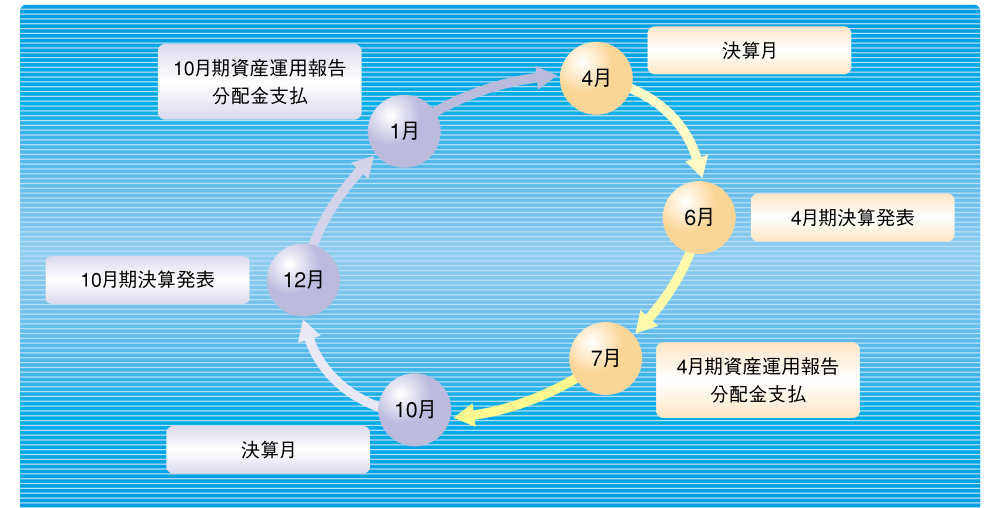 決算月
4月
10月期資産運用報告
分配金支払
1月
6月
4月期決算発表
12月
10月期決算発表
7月
4月期資産運用報告
分配金支払
10月
決算月